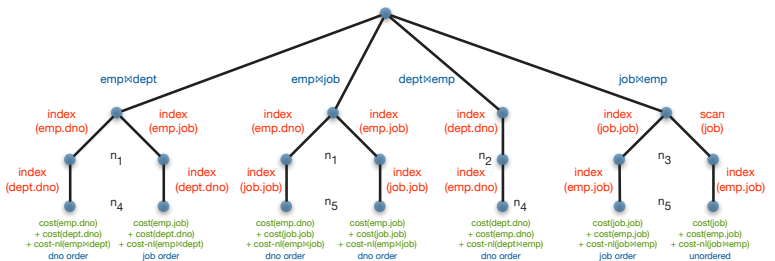 emp⋈dept
emp⋈job
dept⋈emp
job⋈emp
index
(emp.dno)
index
(emp.job)
index
(emp.dno)
index
(emp.job)
index
(dept.dno)
index
(job.job)
scan
(job)
n1
n1
n2
n3
index
(dept.dno)
index
(dept.dno)
index
(job.job)
index
(job.job)
index
(emp.dno)
index
(emp.job)
index
(emp.job)
n4
n5
n4
n5
cost(emp.dno)
+ cost(dept.dno)
+ cost-nl(emp⋈dept)
dno order
cost(emp.job)
+ cost(dept.dno)
+ cost-nl(emp⋈dept)
job order
cost(emp.dno)
+ cost(job.job)
+ cost-nl(emp⋈job)
dno order
cost(emp.job)
+ cost(job.job)
+ cost-nl(emp⋈job)
dno order
cost(dept.dno)
+ cost(emp.dno)
+ cost-nl(dept⋈emp)
dno order
cost(job.job)
+ cost(emp.job)
+ cost-nl(job⋈emp)
job order
cost(job)
+ cost(emp.job)
+ cost-nl(job⋈emp)
unordered